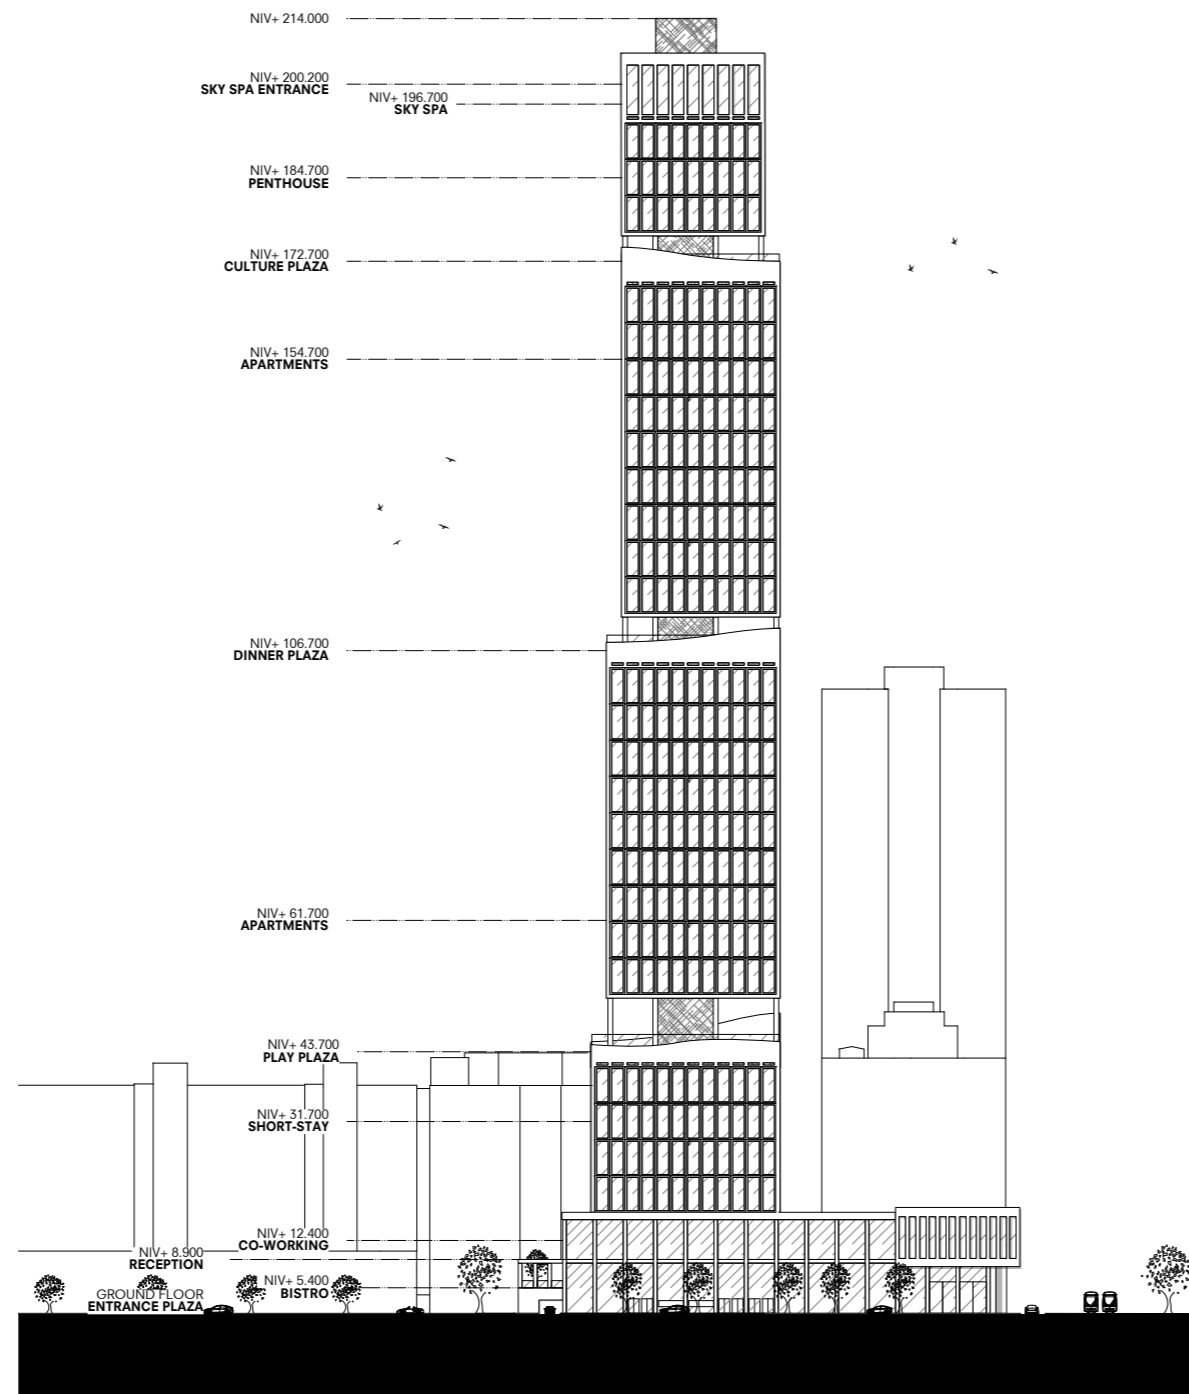 NIV+ 214.000
NIV+ 200.200
SKY SPA ENTRANCE
NIV+ 196.700
SKY SPA
NIV+ 184.700
PENTHOUSE
NIV+ 172.700
CULTURE PLAZA
NIV+ 154.700
APARTMENTS
NIV+ 106.700
DINNER PLAZA
NIV+ 61.700
APARTMENTS
NIV+ 43.700
PLAY PLAZA
NIV+ 31.700
SHORT-STAY
NIV+ 12.400
CO-WORKING
NIV+ 8.900
RECEPTION
NIV+ 5.400
BISTRO
GROUND FLOOR
ENTRANCE PLAZA